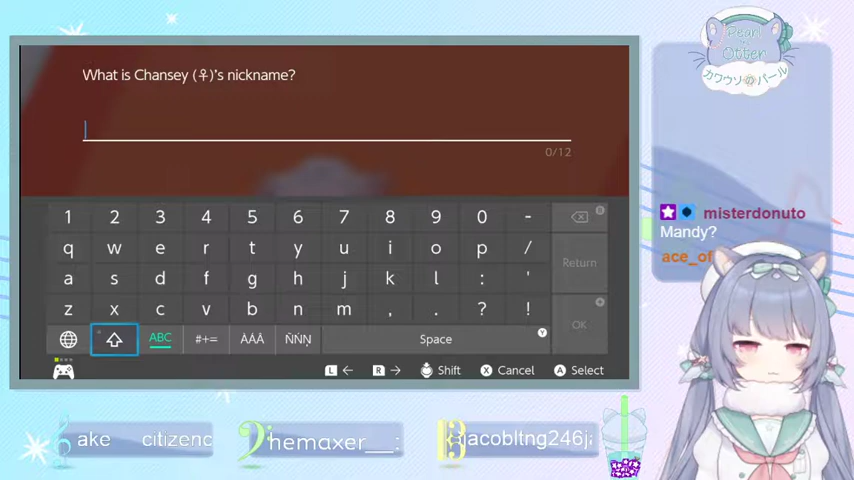 What is Chansey (♀)'s nickname?
0/12
1 2 3 4 5 6 7 8 9 0 -
q w e r t y u i o p /
Return
a s d f g h j k l : '
z x c v b n m , . ? !
OK
ABC #+= ÀÁÂ ÑŃŅ Space
L ← R → Shift X Cancel A Select
Pearl
Otter
カワウソのパール
misterdonuto
Mandy?
ace_of
ake citizenc
hemaxer__:
jacobltng246ja